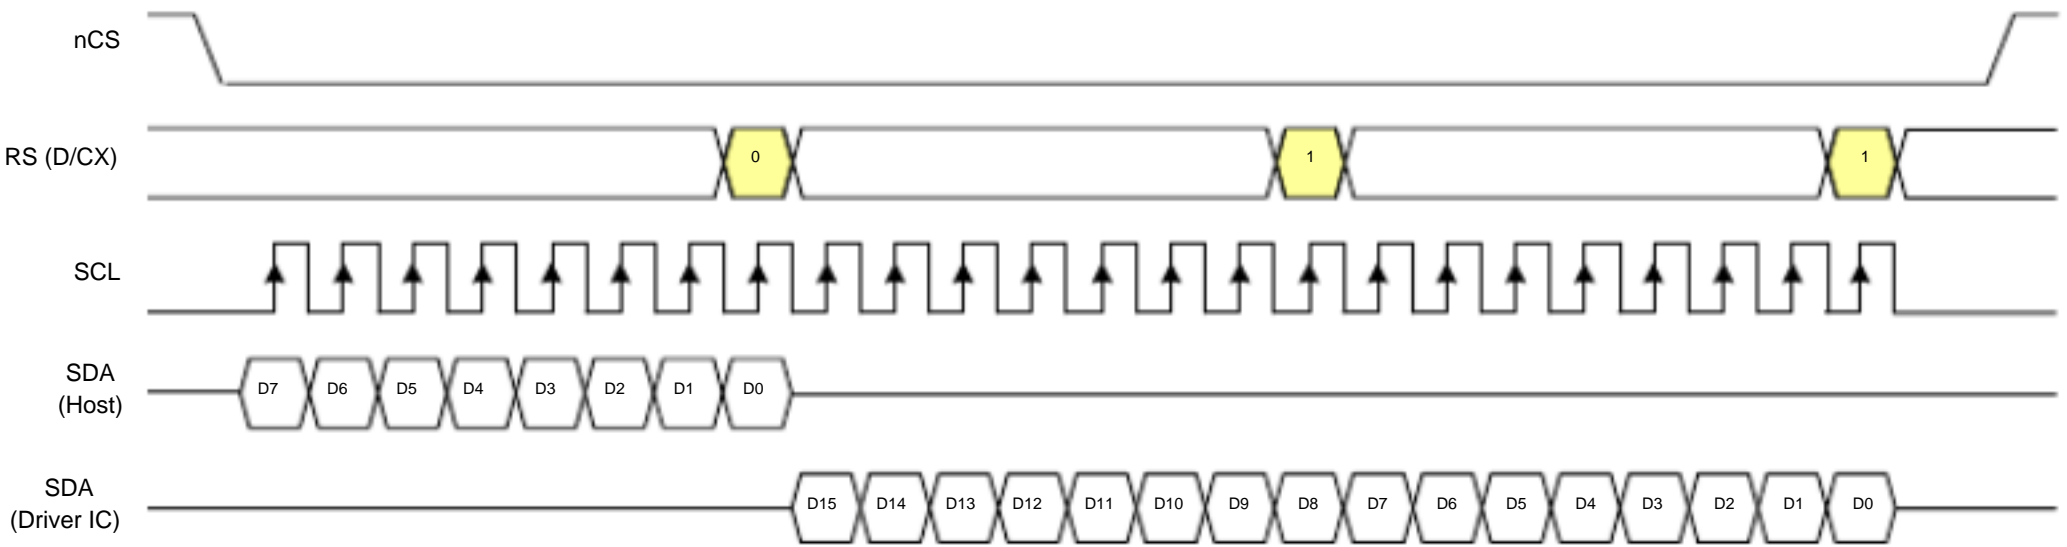 nCS
RS (D/CX)
0
1
1
SCL
SDA
(Host)
D7 D6 D5 D4 D3 D2 D1 D0
SDA
(Driver IC)
D15 D14 D13 D12 D11 D10 D9 D8 D7 D6 D5 D4 D3 D2 D1 D0